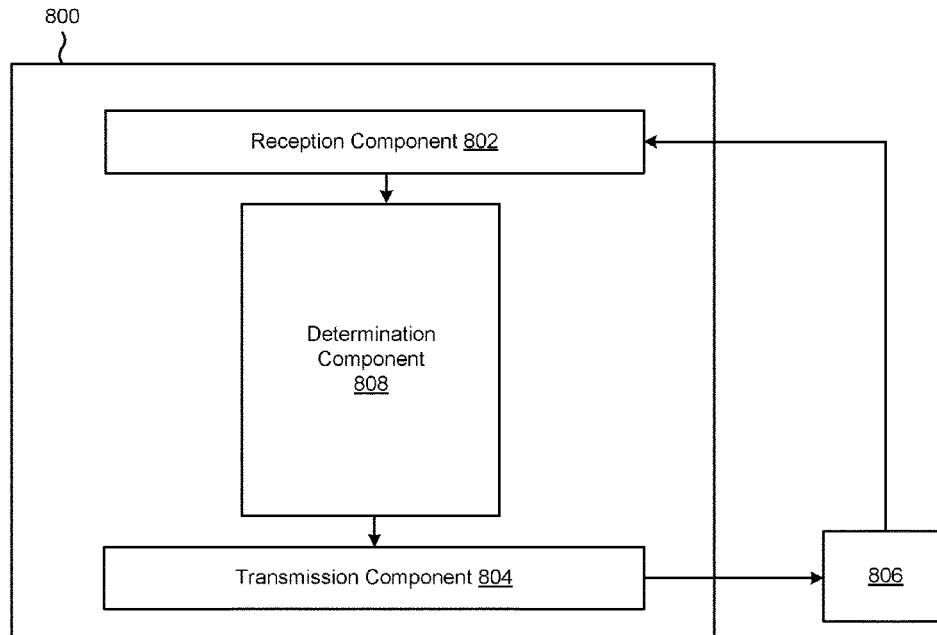 800
Reception Component 802
Determination
Component
808
Transmission Component 804
806